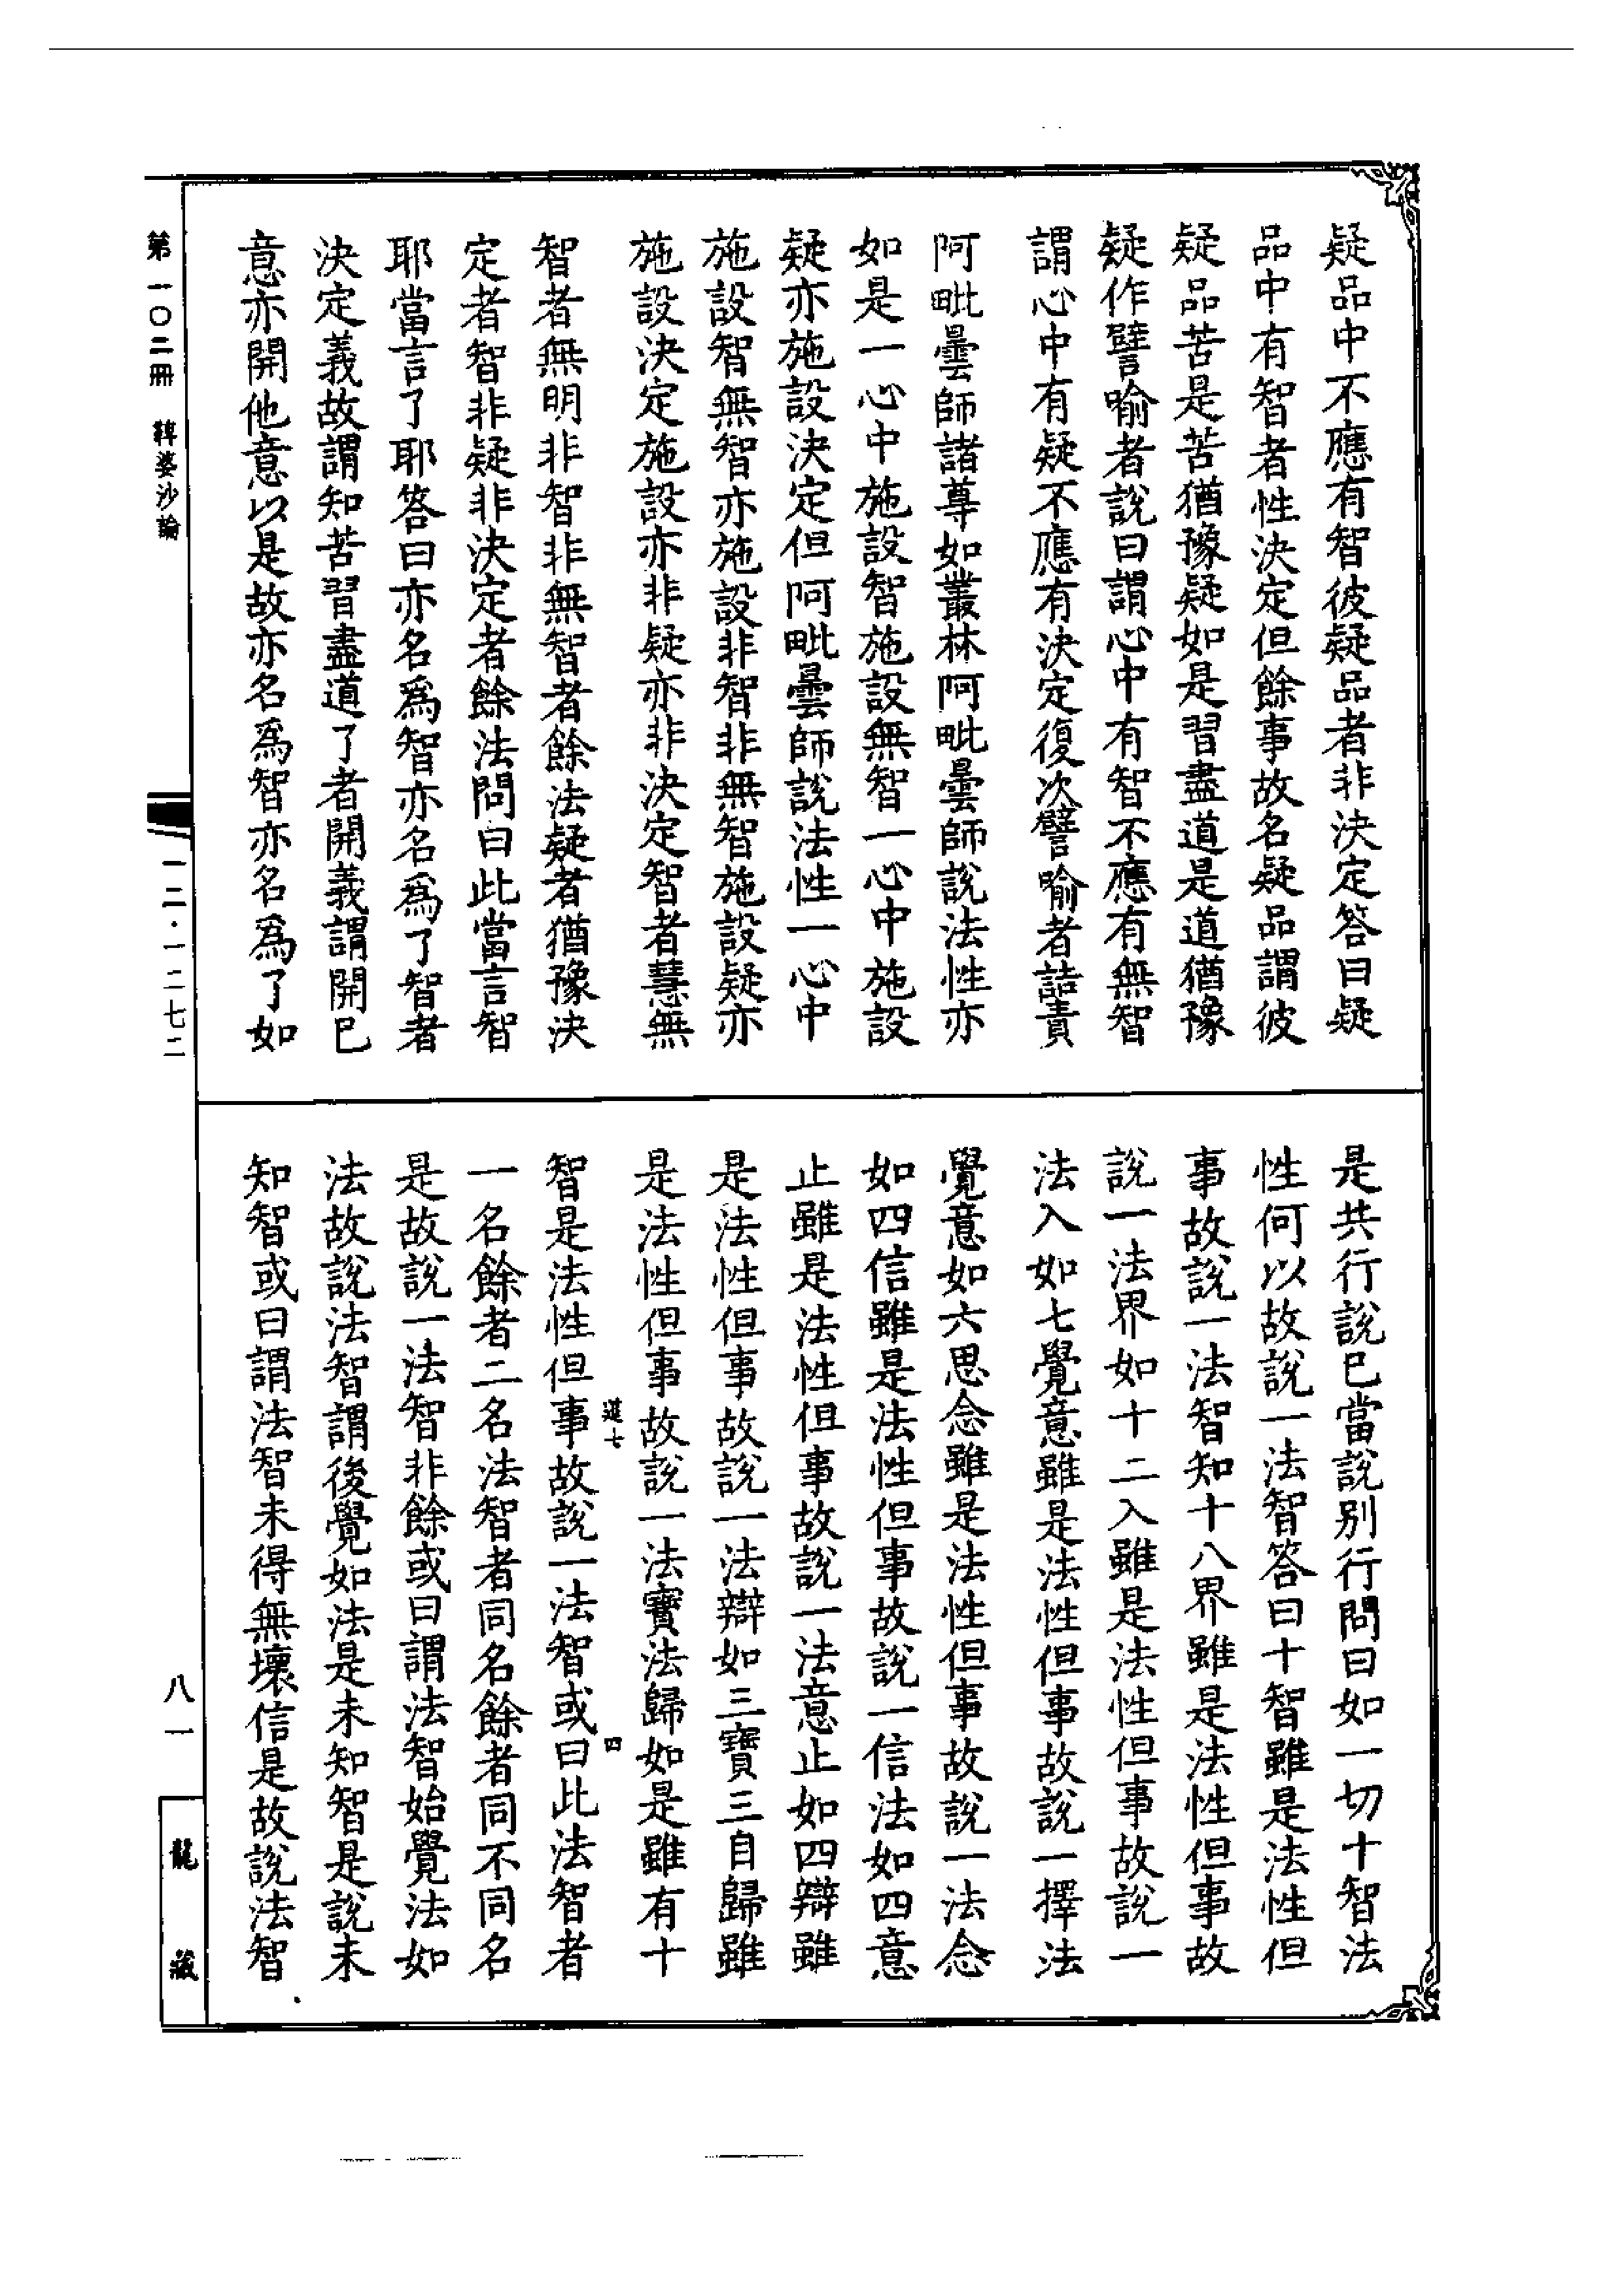 疑品中不應有智彼疑品者非決定答曰疑
品中有智者性決定但餘事故名疑品謂彼
疑品苦是苦猶豫疑如是習盡道是道猶豫
疑作譬喻者說曰謂心中有智不應有無智
謂心中有疑不應有決定復次譬喻者詰責
阿毗曇師諸尊如叢林阿毗曇師說法性亦
如是一心中施設智施設無智一心中施設
疑亦施設決定但阿毗曇師說法性一心中
施設智無智亦施設非智非無智施設疑亦
施設決定施設亦非疑亦非決定智者慧無
智者無明非智非無智者餘法疑者猶豫決
定者智非疑非決定者餘法問曰此當言智
耶當言了耶答曰亦名爲智亦名爲了智者
決定義故謂知苦習盡道了者開義謂開已
意亦開他意以是故亦名爲智亦名爲了如
是共行說已當說別行問曰如一切十智法
性何以故說一法智答曰十智雖是法性但
事故說一法智知十八界雖是法性但事故
說一法界如十二入雖是法性但事故說一
法入如七覺意雖是法性但事故說一擇法
覺意如六思念雖是法性但事故說一法念
如四信雖是法性但事故說一信法如四意
止雖是法性但事故說一法意止如四辯雖
是法性但事故說一法辯如三寶三自歸雖
是法性但事故說一法寶法歸如是雖有十
智是法性但事故說一法智或曰此法智者
一名餘者二名法智者同名餘者同不同名
是故說一法智非餘或曰謂法智始覺法如
法故說法智謂後覺如法是未知智是說未
知智或曰謂法智未得無壞信是故說法智
第一〇二冊 鞞婆沙論
一二·一二七二
八一
龍藏
四